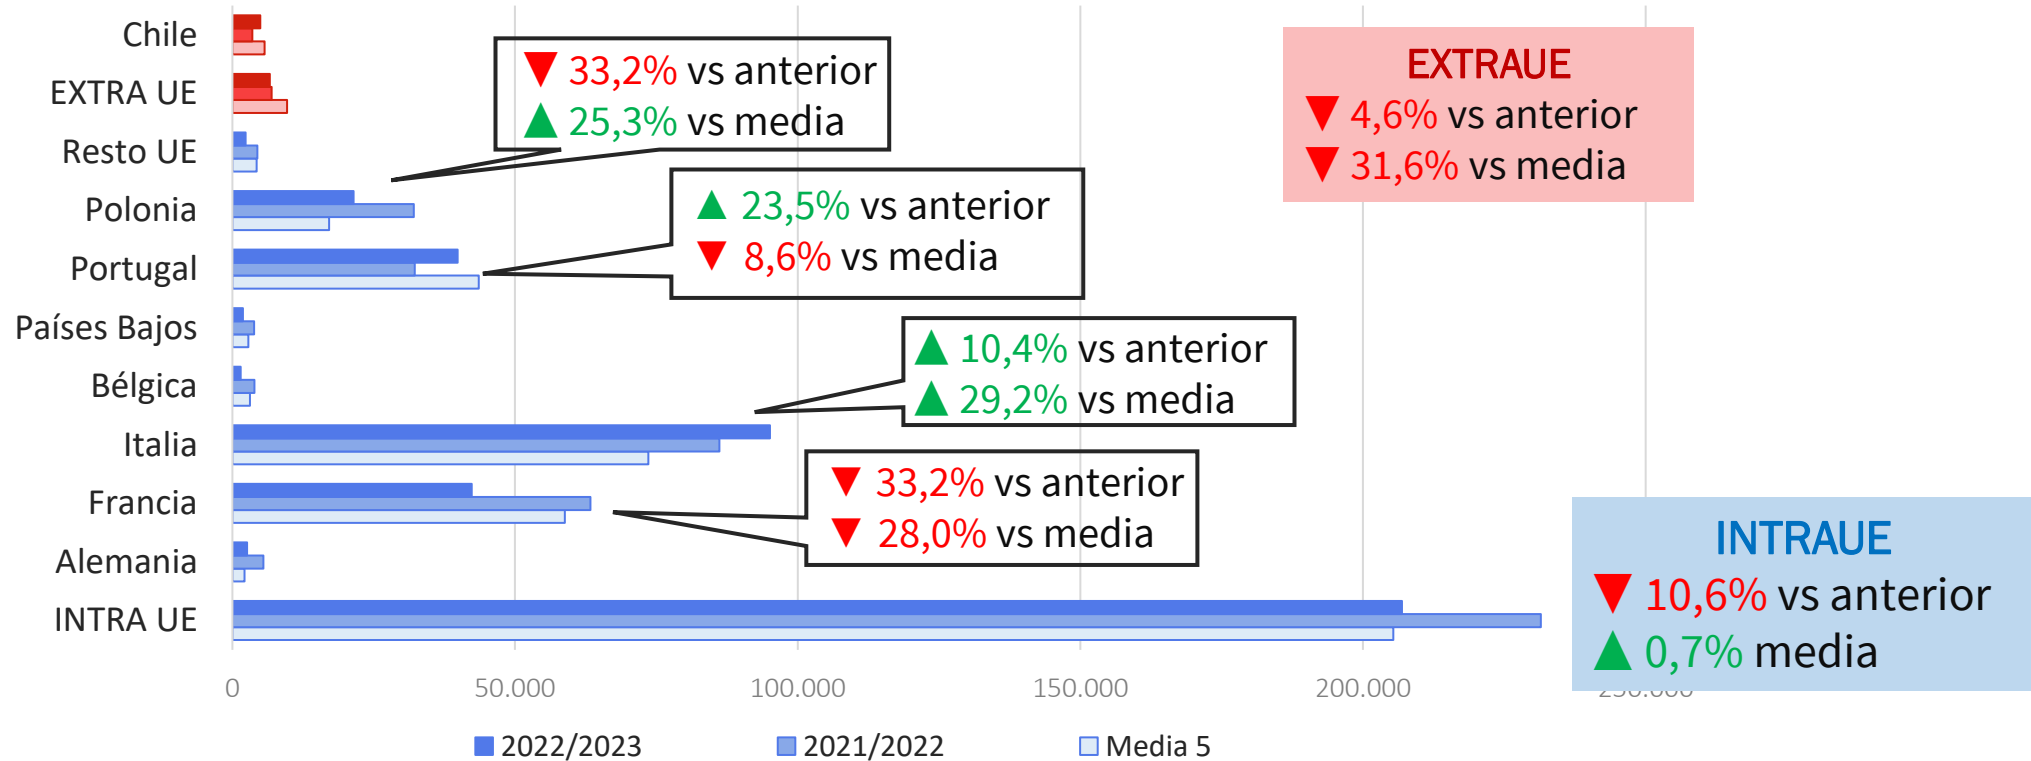 Chile
EXTRA UE
Resto UE
Polonia
Portugal
Países Bajos
Bélgica
Italia
Francia
Alemania
INTRA UE
▼ 33,2% vs anterior
▲ 25,3% vs media
▲ 23,5% vs anterior
▼ 8,6% vs media
▲ 10,4% vs anterior
▲ 29,2% vs media
▼ 33,2% vs anterior
▼ 28,0% vs media
EXTRAUE
▼ 4,6% vs anterior
▼ 31,6% vs media
INTRAUE
▼ 10,6% vs anterior
▲ 0,7% media
0 50.000 100.000 150.000 200.000 250.000
2022/2023 2021/2022 Media 5